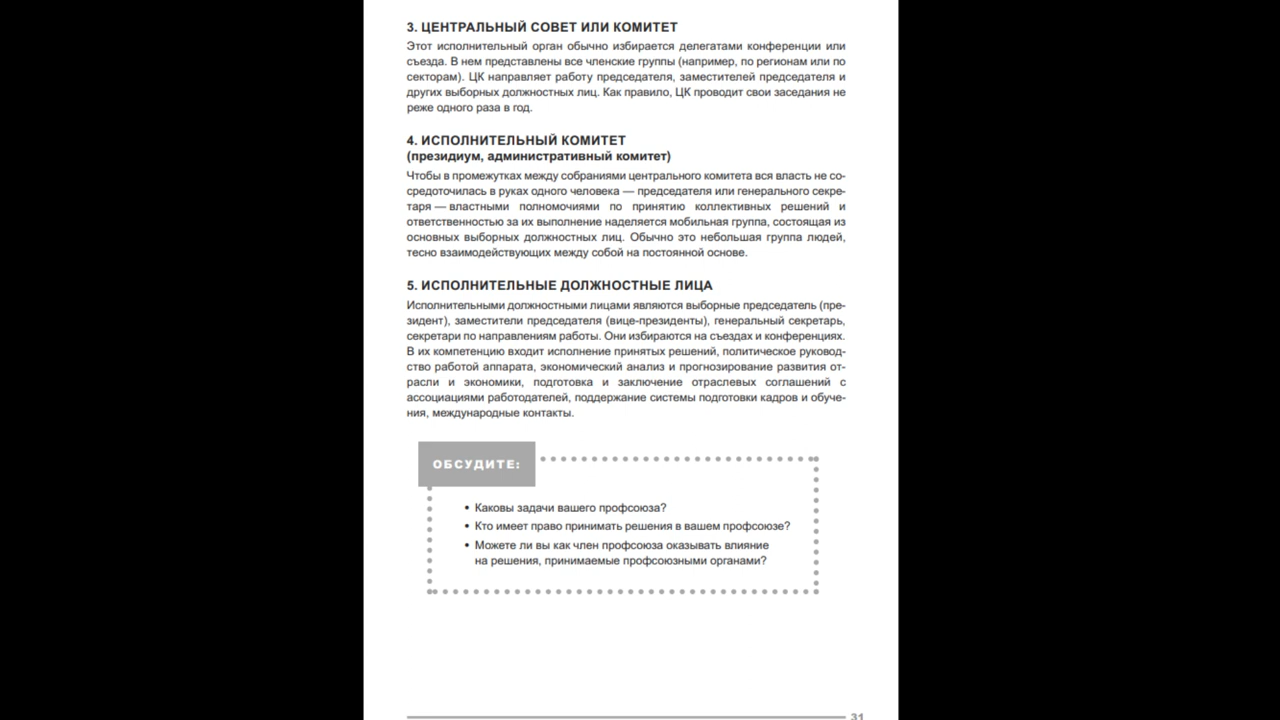 3. ЦЕНТРАЛЬНЫЙ СОВЕТ ИЛИ КОМИТЕТ
Этот исполнительный орган обычно избирается делегатами конференции или
съезда. В нем представлены все членские группы (например, по регионам или по
секторам). ЦК направляет работу председателя, заместителей председателя и
других выборных должностных лиц. Как правило, ЦК проводит свои заседания не
реже одного раза в год.
4. ИСПОЛНИТЕЛЬНЫЙ КОМИТЕТ
(президиум, административный комитет)
Чтобы в промежутках между собраниями центрального комитета вся власть не со-
средоточилась в руках одного человека — председателя или генерального секре-
таря — властными полномочиями по принятию коллективных решений и
ответственностью за их выполнение наделяется мобильная группа, состоящая из
основных выборных должностных лиц. Обычно это небольшая группа людей,
тесно взаимодействующих между собой на постоянной основе.
5. ИСПОЛНИТЕЛЬНЫЕ ДОЛЖНОСТНЫЕ ЛИЦА
Исполнительными должностными лицами являются выборные председатель (пре-
зидент), заместители председателя (вице-президенты), генеральный секретарь,
секретари по направлениям работы. Они избираются на съездах и конференциях.
В их компетенцию входит исполнение принятых решений, политическое руковод-
ство работой аппарата, экономический анализ и прогнозирование развития от-
расли и экономики, подготовка и заключение отраслевых соглашений с
ассоциациями работодателей, поддержание системы подготовки кадров и обуче-
ния, международные контакты.
ОБСУДИТЕ:
• Каковы задачи вашего профсоюза?
• Кто имеет право принимать решения в вашем профсоюзе?
• Можете ли вы как член профсоюза оказывать влияние
на решения, принимаемые профсоюзными органами?
31